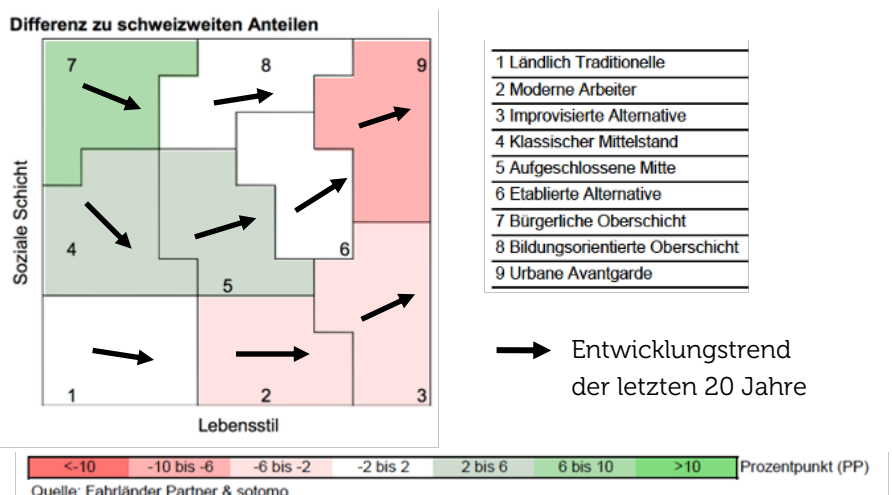 Differenz zu schweizweiten Anteilen
7
8
9
4
5
6
1
2
3
Soziale Schicht
Lebensstil
1 Ländlich Traditionelle
2 Moderne Arbeiter
3 Improvisierte Alternative
4 Klassischer Mittelstand
5 Aufgeschlossene Mitte
6 Etablierte Alternative
7 Bürgerliche Oberschicht
8 Bildungsorientierte Oberschicht
9 Urbane Avantgarde
Entwicklungstrend
der letzten 20 Jahre
<-10 -10 bis -6 -6 bis -2 -2 bis 2 2 bis 6 6 bis 10 >10 Prozentpunkt (PP)
Quelle: Fahrländer Partner & sotomo